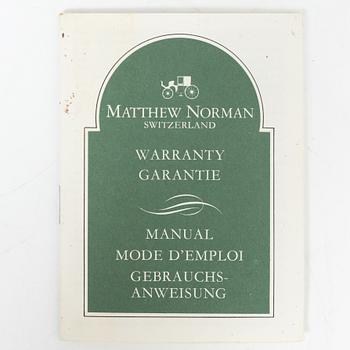 MATTHEW NORMAN
SWITZERLAND
WARRANTY
GARANTIE
MANUAL
MODE D'EMPLOI
GEBRAUCHS-
ANWEISUNG